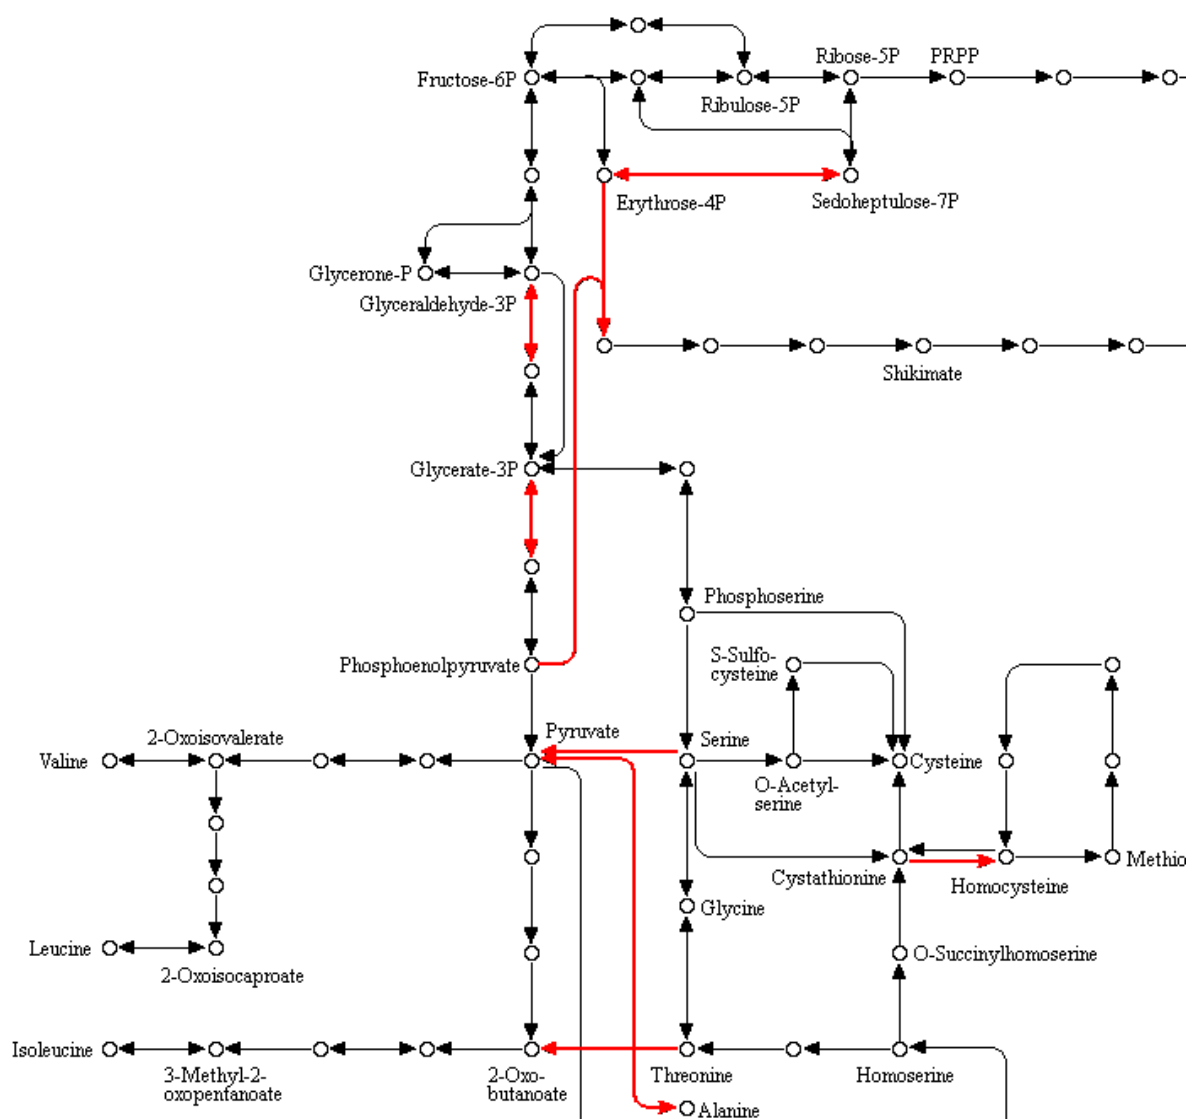 Ribose-5P
PRPP
Fructose-6P
Ribulose-5P
Erythrose-4P
Sedoheptulose-7P
Glycerone-P
Glyceraldehyde-3P
Shikimate
Glycerate-3P
Phosphoserine
Phosphoenolpyruvate
S-Sulfo-
cysteine
Pyruvate
2-Oxoisovalerate
Serine
Valine
Cysteine
O-Acetyl-
serine
Methio
Cystathionine
Homocysteine
Glycine
Leucine
O-Succinylhomoserine
2-Oxoisocaproate
Isoleucine
3-Methyl-2-
oxopentanoate
2-Oxo-
butanoate
Threonine
Homoserine
Alanine